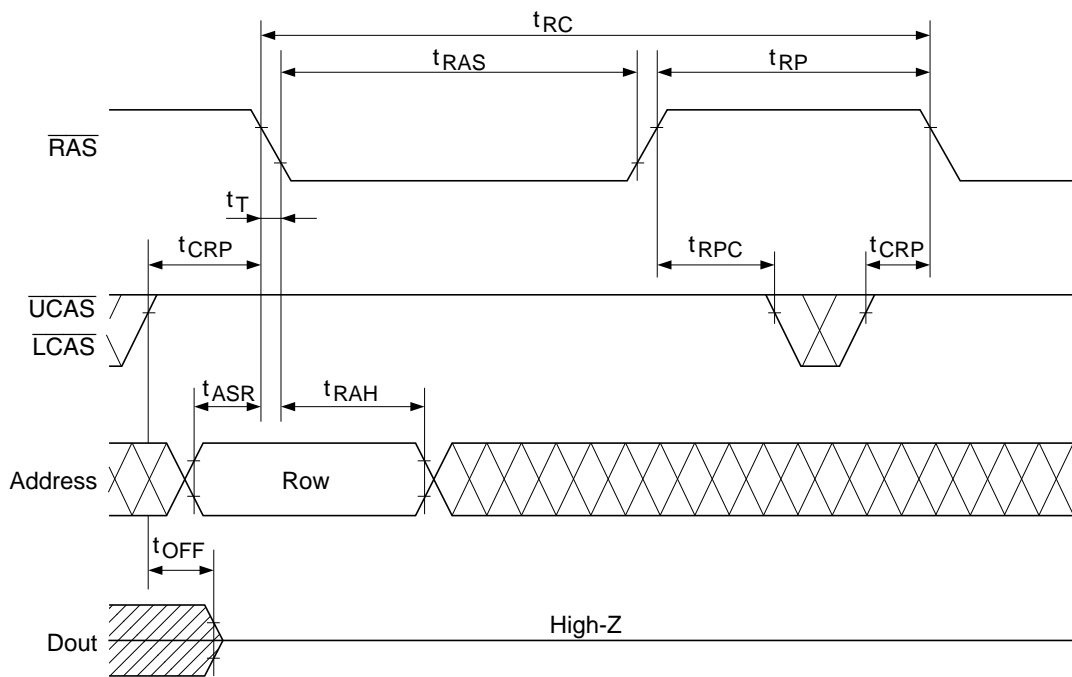 tRC
tRAS
tRP
RAS
tT
tCRP
tRPC
tCRP
UCAS
LCAS
tASR
tRAH
Address
Row
tOFF
High-Z
Dout